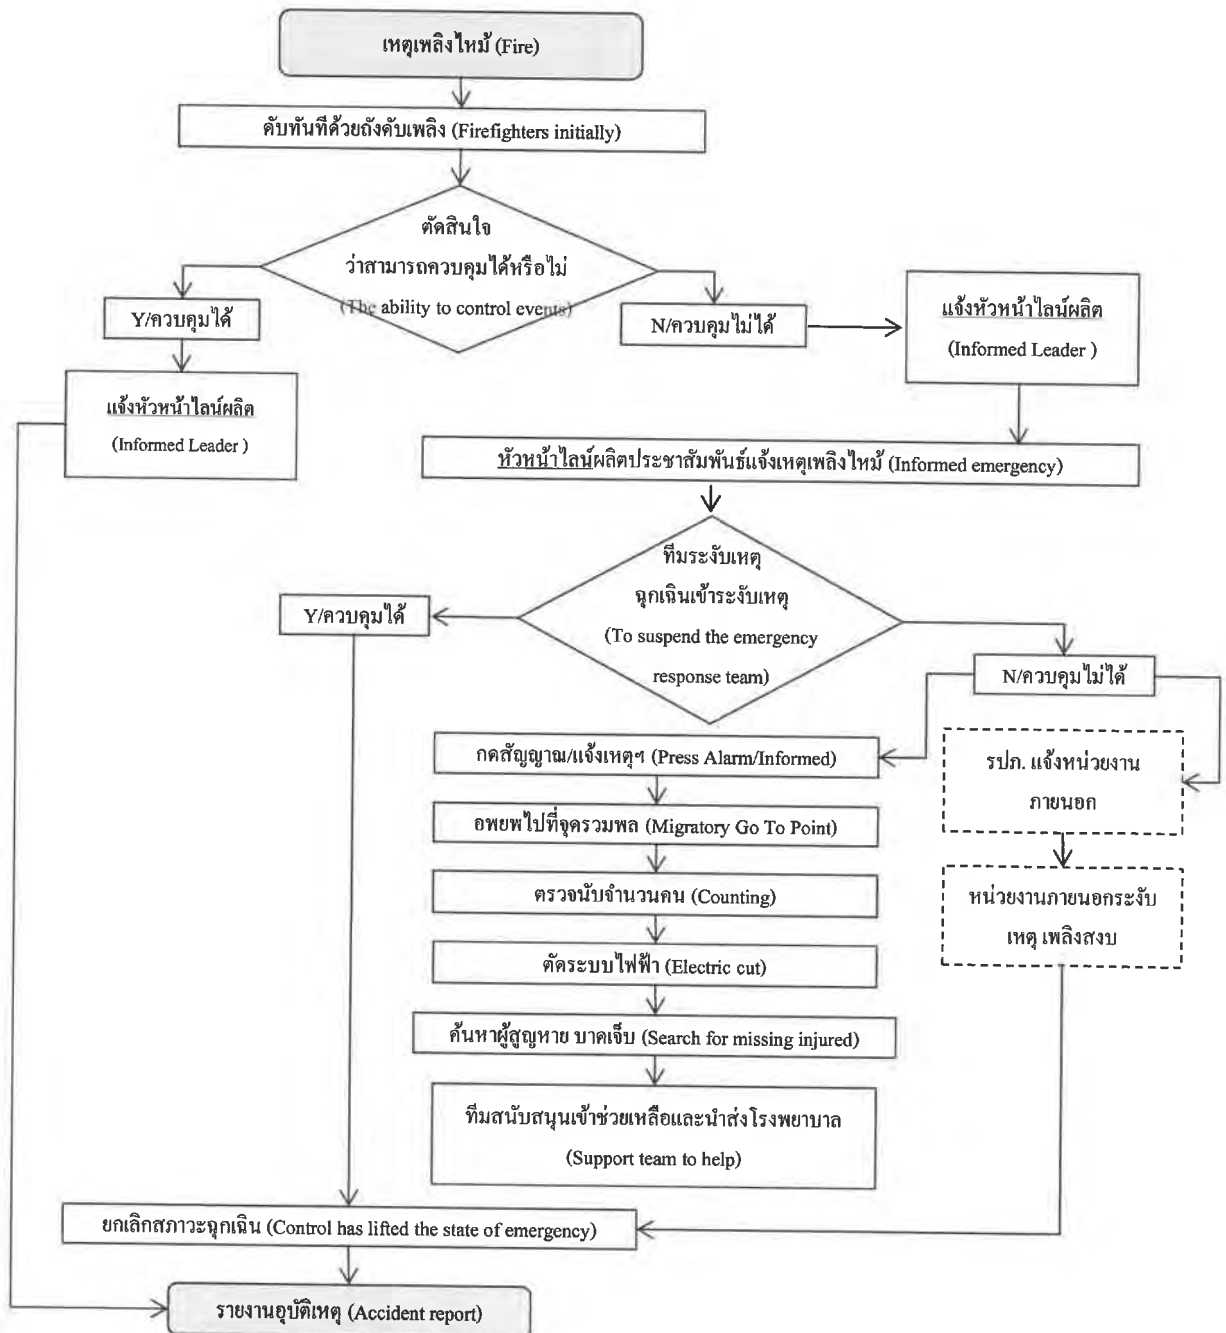 เหตุเพลิงไหม้ (Fire)
ดับทันทีด้วยถังดับเพลิง (Firefighters initially)
ตัดสินใจ
ว่าสามารถควบคุมได้หรือไม่
(The ability to control events)
Y/ควบคุมได้
N/ควบคุมไม่ได้
แจ้งหัวหน้าไลน์ผลิต
(Informed Leader )
แจ้งหัวหน้าไลน์ผลิต
(Informed Leader )
หัวหน้าไลน์ผลิตประชาสัมพันธ์แจ้งเหตุเพลิงไหม้ (Informed emergency)
ทีมระงับเหตุ
ฉุกเฉินเข้าระงับเหตุ
(To suspend the emergency
response team)
Y/ควบคุมได้
N/ควบคุมไม่ได้
กดสัญญาณ/แจ้งเหตุฯ (Press Alarm/Informed)
อพยพไปที่จุดรวมพล (Migratory Go To Point)
ตรวจนับจำนวนคน (Counting)
ตัดระบบไฟฟ้า (Electric cut)
ค้นหาผู้สูญหาย บาดเจ็บ (Search for missing injured)
ทีมสนับสนุนเข้าช่วยเหลือและนำส่งโรงพยาบาล
(Support team to help)
รปภ. แจ้งหน่วยงาน
ภายนอก
หน่วยงานภายนอกระงับ
เหตุ เพลิงสงบ
ยกเลิกสภาวะฉุกเฉิน (Control has lifted the state of emergency)
รายงานอุบัติเหตุ (Accident report)